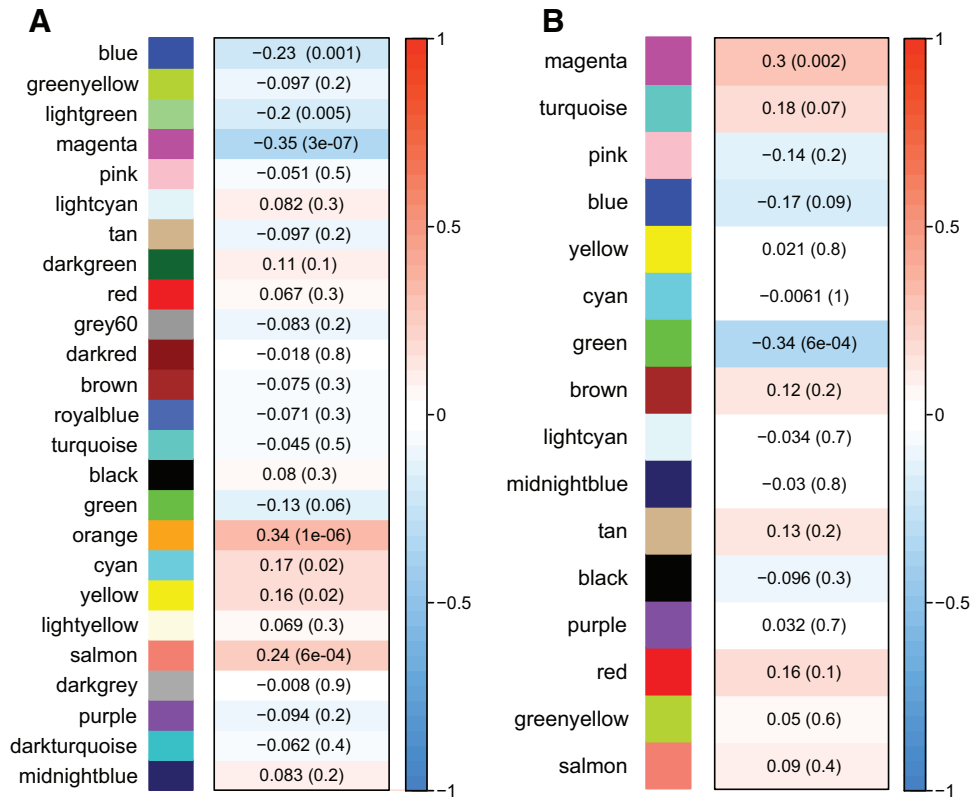 A
blue −0.23 (0.001)
greenyellow −0.097 (0.2)
lightgreen −0.2 (0.005)
magenta −0.35 (3e-07)
pink −0.051 (0.5)
lightcyan 0.082 (0.3)
tan −0.097 (0.2)
darkgreen 0.11 (0.1)
red 0.067 (0.3)
grey60 −0.083 (0.2)
darkred −0.018 (0.8)
brown −0.075 (0.3)
royalblue −0.071 (0.3)
turquoise −0.045 (0.5)
black 0.08 (0.3)
green −0.13 (0.06)
orange 0.34 (1e-06)
cyan 0.17 (0.02)
yellow 0.16 (0.02)
lightyellow 0.069 (0.3)
salmon 0.24 (6e-04)
darkgrey −0.008 (0.9)
purple −0.094 (0.2)
darkturquoise −0.062 (0.4)
midnightblue 0.083 (0.2)
1
0.5
0
−0.5
−1
B
magenta 0.3 (0.002)
turquoise 0.18 (0.07)
pink −0.14 (0.2)
blue −0.17 (0.09)
yellow 0.021 (0.8)
cyan −0.0061 (1)
green −0.34 (6e-04)
brown 0.12 (0.2)
lightcyan −0.034 (0.7)
midnightblue −0.03 (0.8)
tan 0.13 (0.2)
black −0.096 (0.3)
purple 0.032 (0.7)
red 0.16 (0.1)
greenyellow 0.05 (0.6)
salmon 0.09 (0.4)
1
0.5
0
−0.5
−1